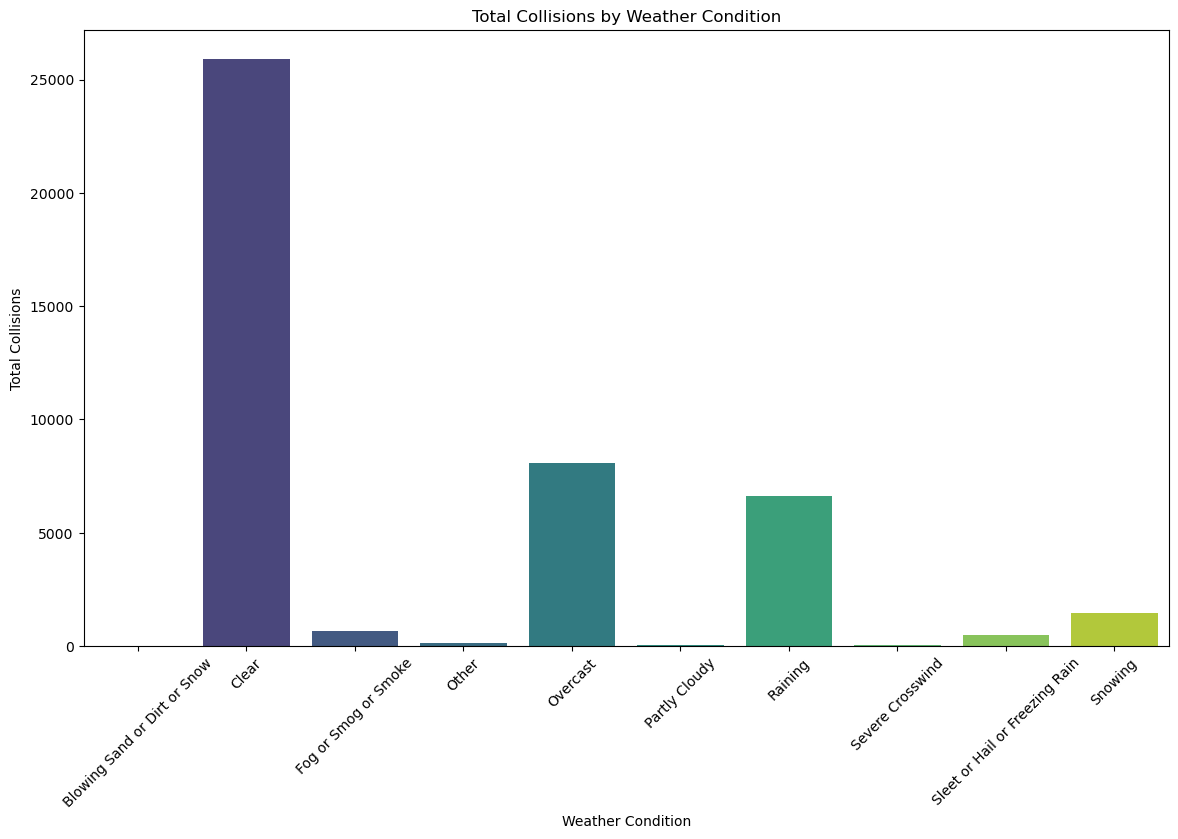 Total Collisions by Weather Condition
Total Collisions
25000
20000
15000
10000
5000
0
Blowing Sand or Dirt or Snow
Clear
Fog or Smog or Smoke
Other
Overcast
Partly Cloudy
Raining
Severe Crosswind
Sleet or Hail or Freezing Rain
Snowing
Weather Condition